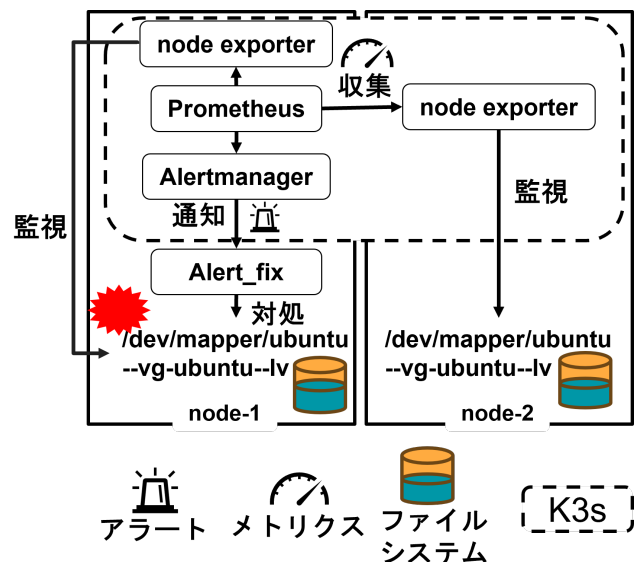 node exporter
収集
Prometheus
node exporter
Alertmanager
監視
通知
監視
Alert_fix
対処
/dev/mapper/ubuntu
--vg-ubuntu--lv
/dev/mapper/ubuntu
--vg-ubuntu--lv
node-1
node-2
アラート
メトリクス
ファイル
システム
K3s